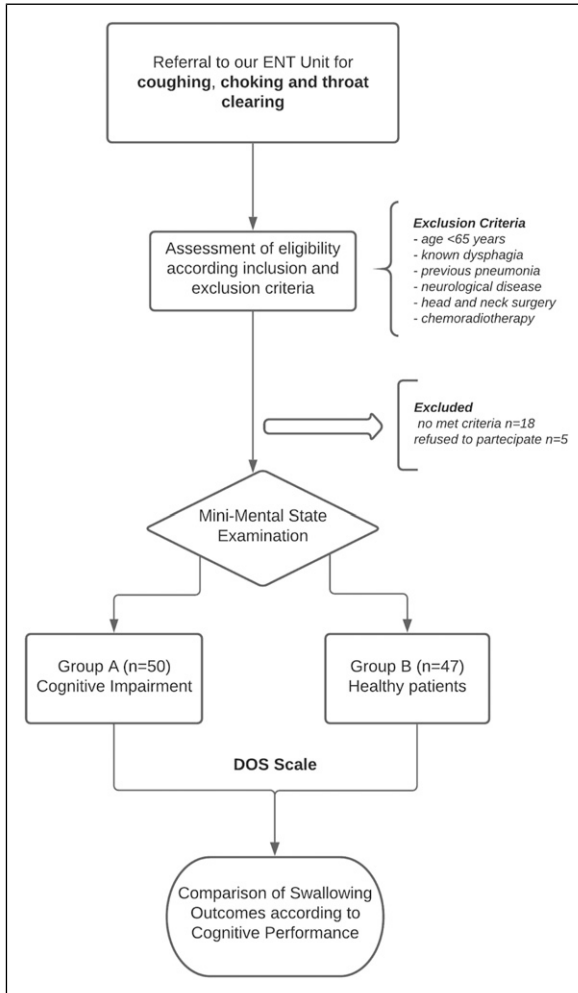 Referral to our ENT Unit for
coughing, choking and throat
clearing
Assessment of eligibility
according inclusion and
exclusion criteria
Exclusion Criteria
- age <65 years
- known dysphagia
- previous pneumonia
- neurological disease
- head and neck surgery
- chemoradiotherapy
Excluded
no met criteria n=18
refused to partecipate n=5
Mini-Mental State
Examination
Group A (n=50)
Cognitive Impairment
Group B (n=47)
Healthy patients
DOS Scale
Comparison of Swallowing
Outcomes according to
Cognitive Performance